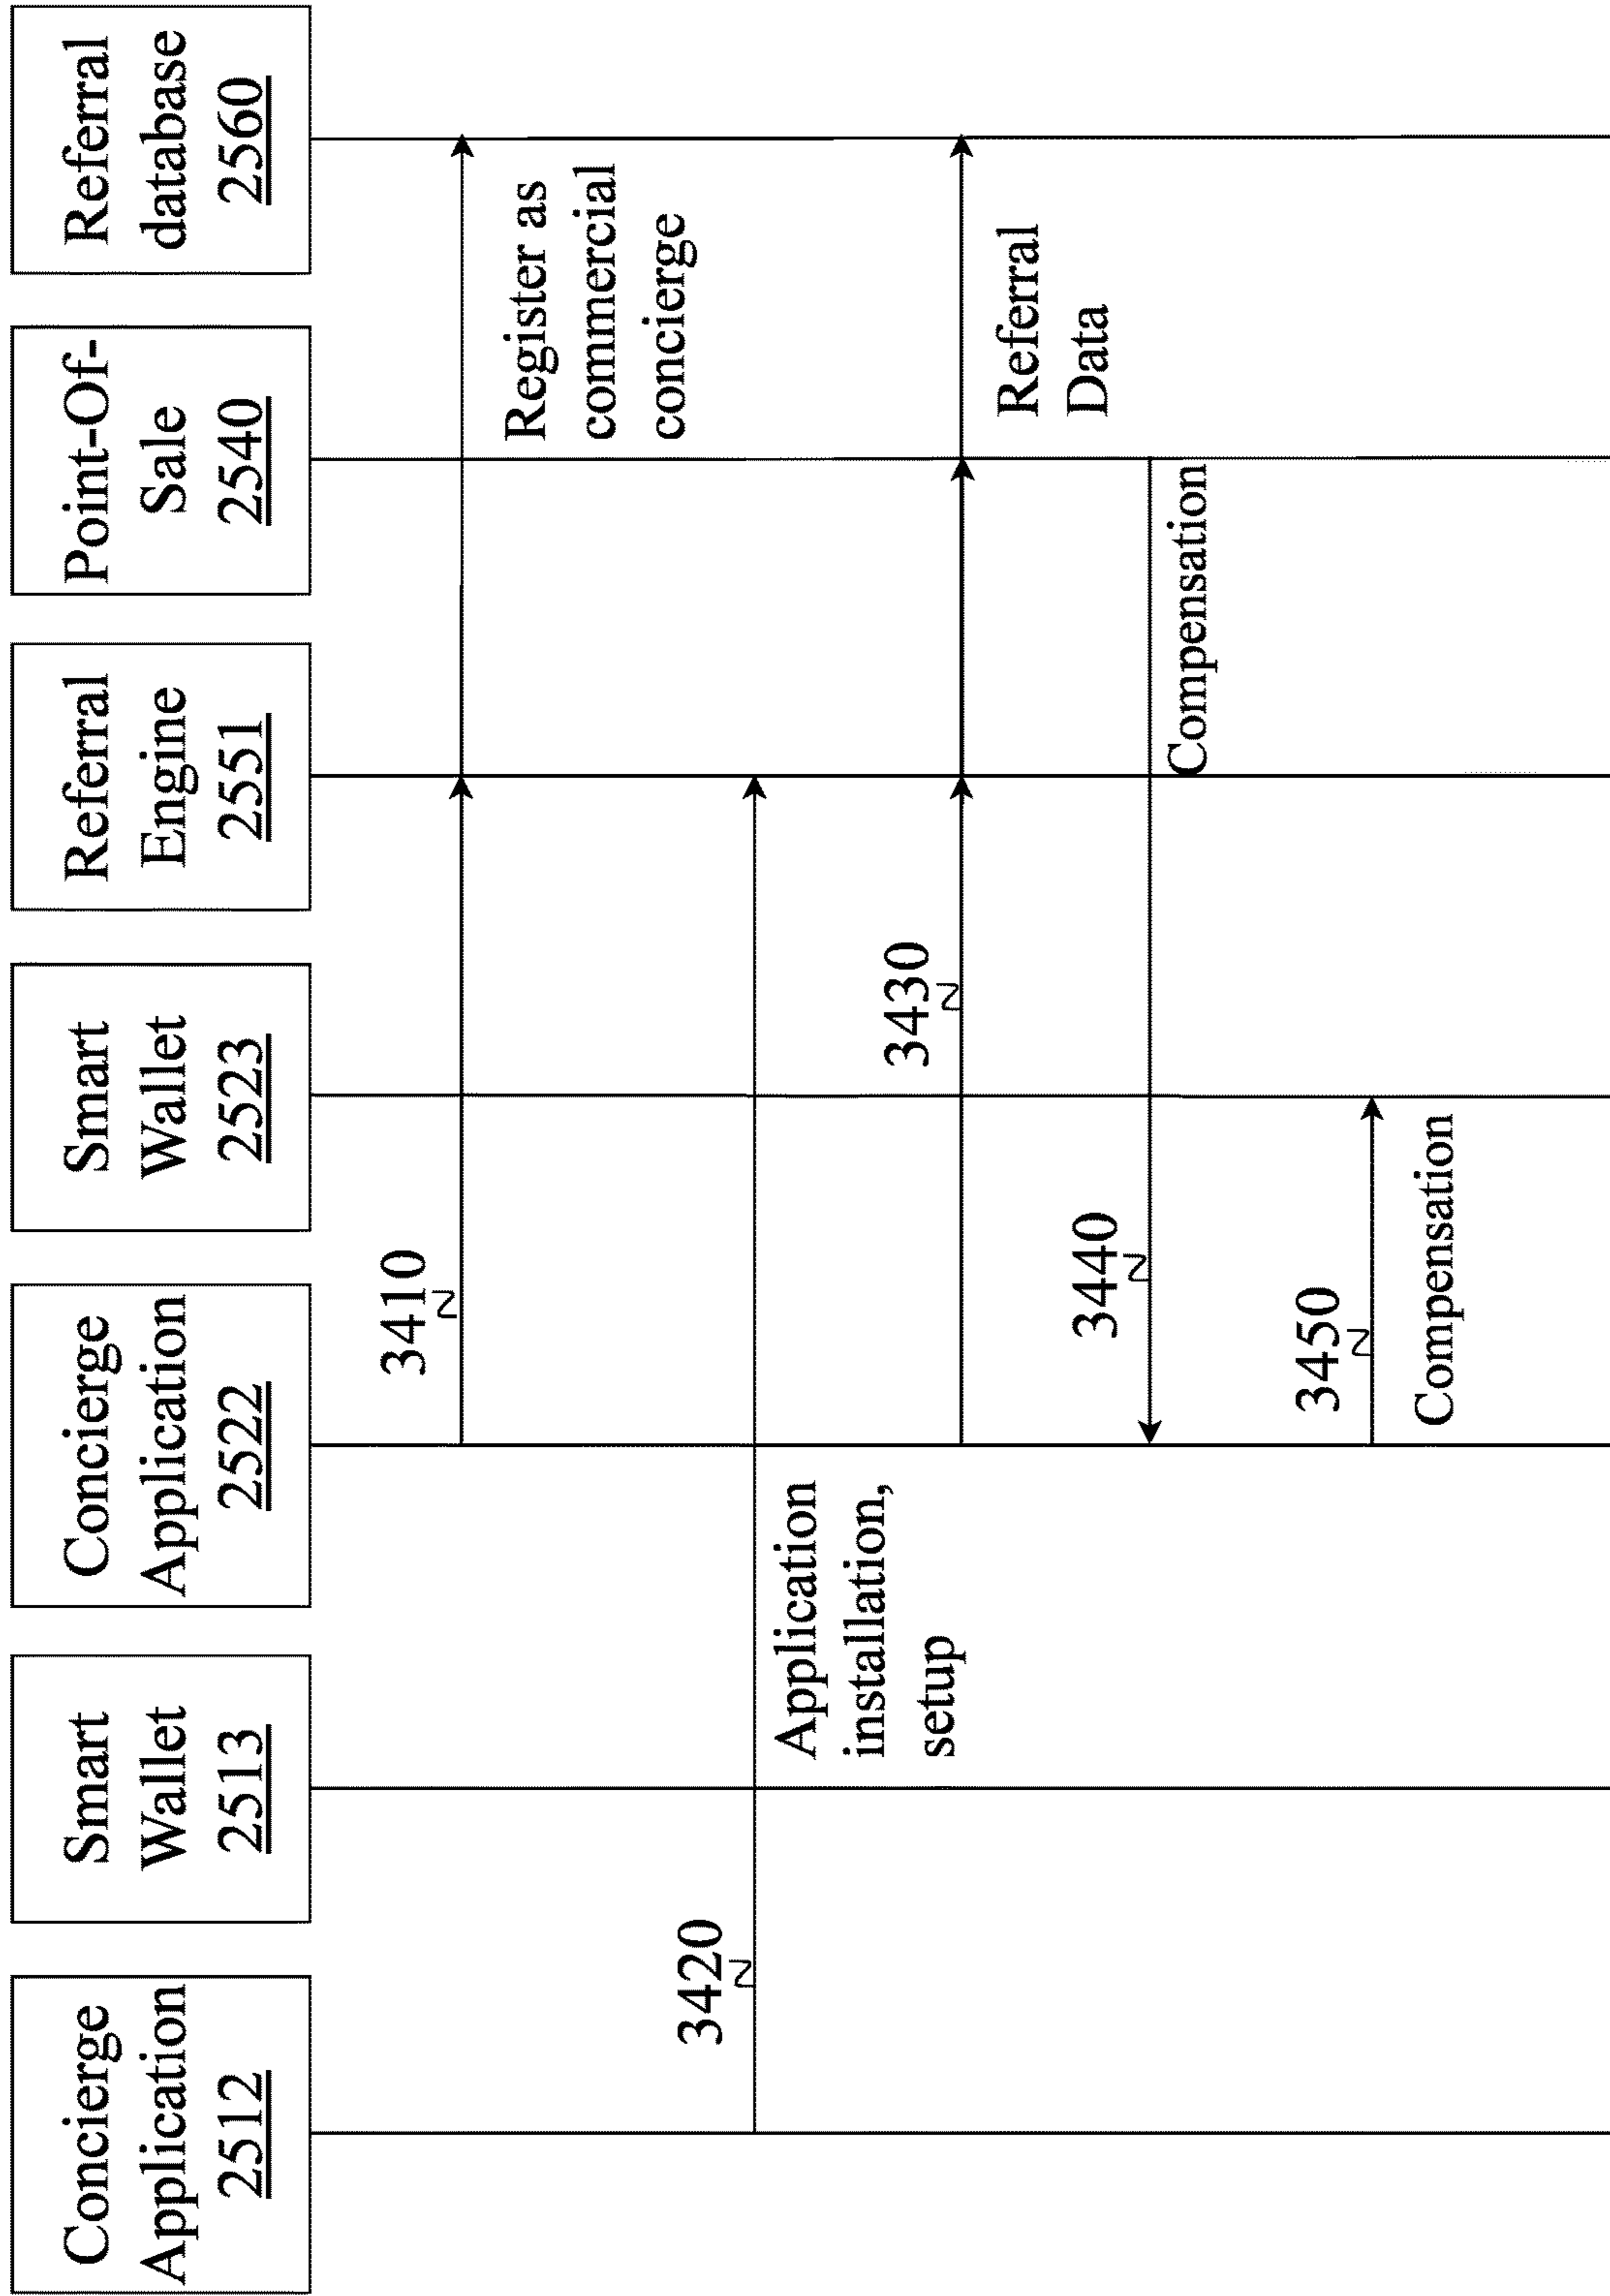 Concierge
Application
2512
Smart
Wallet
2513
Concierge
Application
2522
Smart
Wallet
2523
Referral
Engine
2551
Point-Of-
Sale
2540
Referral
database
2560
3410
Register as
commercial
concierge
3420
Application
installation,
setup
3430
Referral
Data
3440
Compensation
3450
Compensation